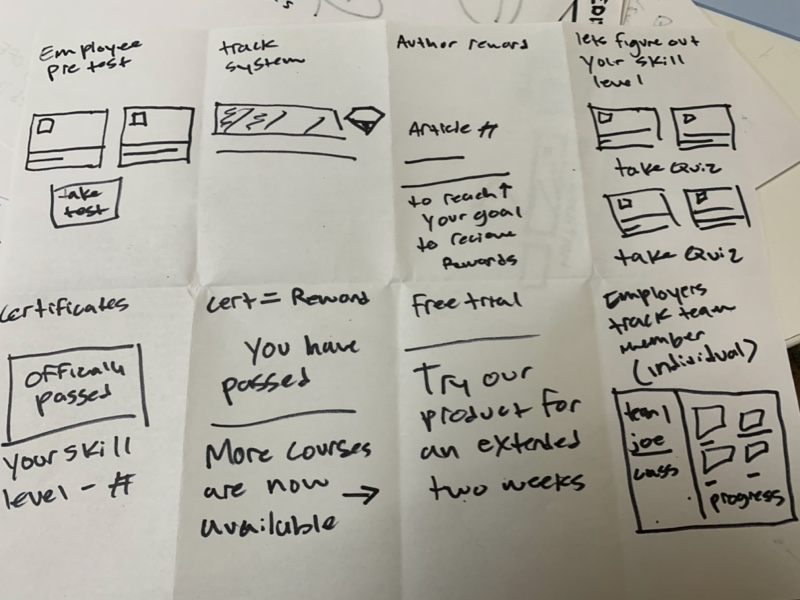 Employee
pre test
take
test
track
system
Author reward
Article #
to reach ↑
your goal
to recieve
Rewards
lets figure out
your skill
level
take Quiz
take Quiz
Certificates
Officially
passed
your skill
level - #
Cert = Reward
You have
passed
More courses
are now →
available
Free trial
Try our
product for
an extended
two weeks
Employers
track team
member
(individual)
team 1
joe
cass
progress